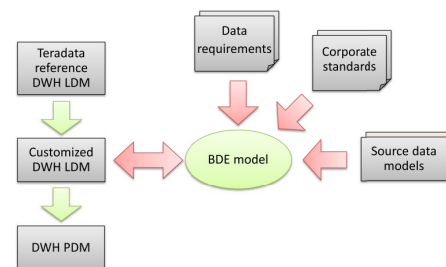 Teradata
reference
DWH LDM
Data
requirements
Corporate
standards
Customized
DWH LDM
BDE model
Source data
models
DWH PDM